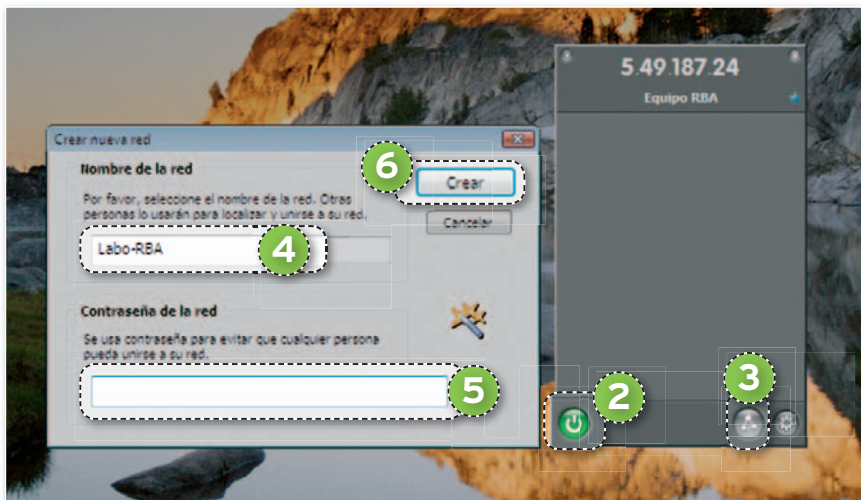 5.49.187.24
Equipo RBA
Crear nueva red
Nombre de la red
Por favor, seleccione el nombre de la red. Otras
personas lo usarán para localizar y unirse a su red.
Labo-RBA
4
6
Crear
Cancelar
Contraseña de la red
Se usa contraseña para evitar que cualquier persona
pueda unirse a su red.
5
2
3